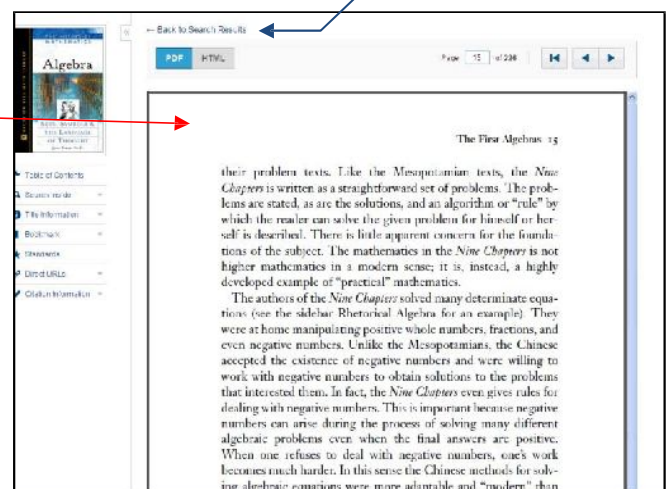 ← Back to Search Results
PDF HTML
Page 15 of 236
Algebra
Table of Contents
Search Inside
Title Information
Bookmark
Standards
Direct URLs
Citation Information
The First Algebras 15
their problem texts. Like the Mesopotamian texts, the Nine
Chapters is written as a straightforward set of problems. The prob-
lems are stated, as are the solutions, and an algorithm or “rule” by
which the reader can solve the given problem for himself or her-
self is described. There is little apparent concern for the founda-
tions of the subject. The mathematics in the Nine Chapters is not
higher mathematics in a modern sense; it is, instead, a highly
developed example of “practical” mathematics.
The authors of the Nine Chapters solved many determinate equa-
tions (see the sidebar Rhetorical Algebra for an example). They
were at home manipulating positive whole numbers, fractions, and
even negative numbers. Unlike the Mesopotamians, the Chinese
accepted the existence of negative numbers and were willing to
work with negative numbers to obtain solutions to the problems
that interested them. In fact, the Nine Chapters even gives rules for
dealing with negative numbers. This is important because negative
numbers can arise during the process of solving many different
algebraic problems even when the final answers are positive.
When one refuses to deal with negative numbers, one's work
becomes much harder. In this sense the Chinese methods for solv-
ing algebraic equations were more adaptable and “modern” than